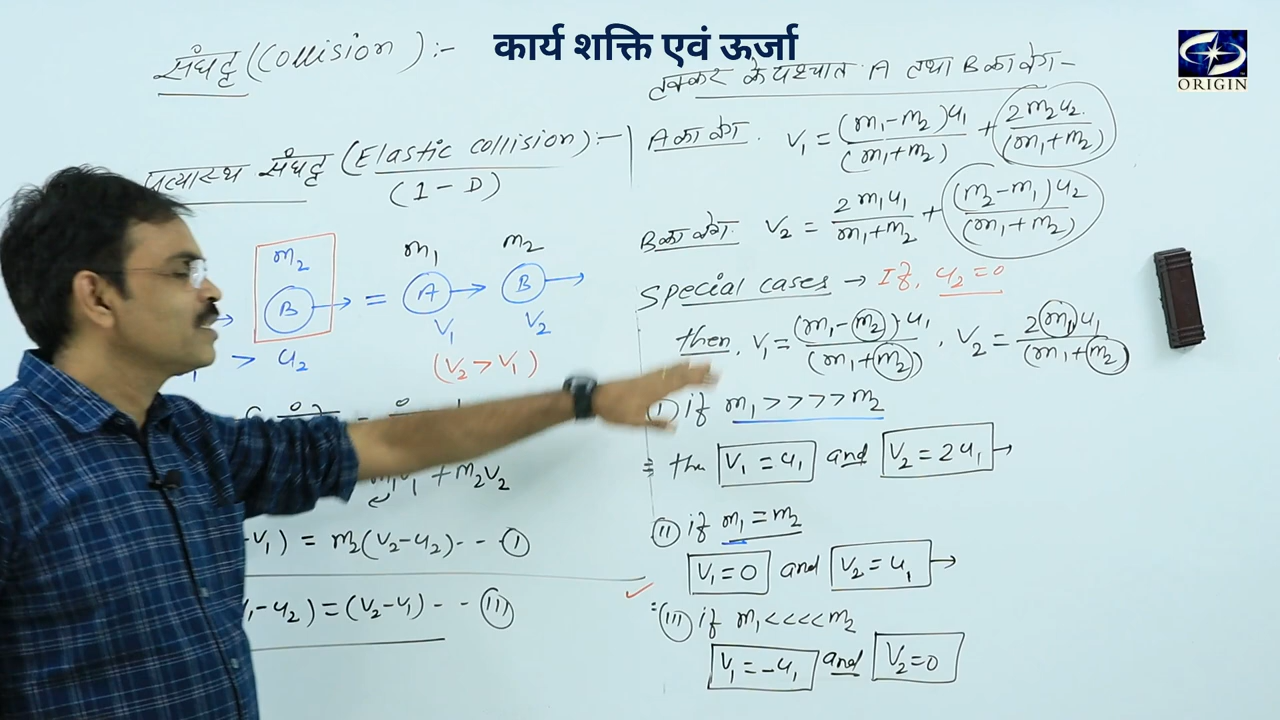 कार्य शक्ति एवं ऊर्जा
ORIGIN
संघट्ट (Collision) :-
प्रत्यास्थ संघट्ट (Elastic collision) :-
(1-D)
m₂ m₁ m₂
B → = A → B →
> u₂ V₁ V₂
(V₂ > V₁)
+ m₂V₂
-V₁) = m₂(V₂-u₂)- - - (I)
-u₂) = (V₂-V₁) - - - (III)
टक्कर के पश्चात A तथा B का वेग-
A का वेग. V₁ = (m₁-m₂)u₁/(m₁+m₂) + 2m₂u₂/(m₁+m₂)
B का वेग. V₂ = 2m₁u₁/m₁+m₂ + (m₂-m₁)u₂/(m₁+m₂)
Special cases → If, u₂=0
then, V₁ = (m₁-m₂)u₁/(m₁+m₂) , V₂ = 2m₁u₁/(m₁+m₂)
(I) if m₁>>>>m₂
V₁ = u₁ and V₂ = 2u₁ →
(II) if m₁=m₂
V₁=0 and V₂=u₁ →
(III) if m₁<<<<m₂
V₁=-u₁ and V₂=0